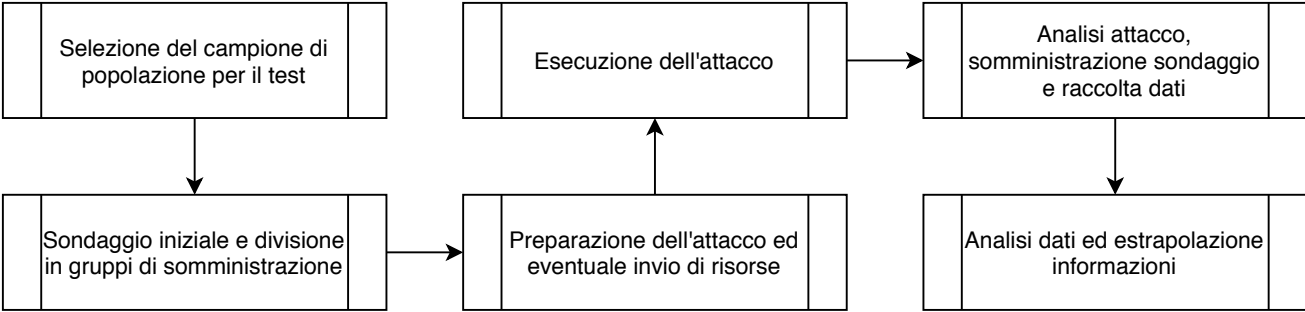 Selezione del campione di
popolazione per il test
Sondaggio iniziale e divisione
in gruppi di somministrazione
Preparazione dell'attacco ed
eventuale invio di risorse
Esecuzione dell'attacco
Analisi attacco,
somministrazione sondaggio
e raccolta dati
Analisi dati ed estrapolazione
informazioni